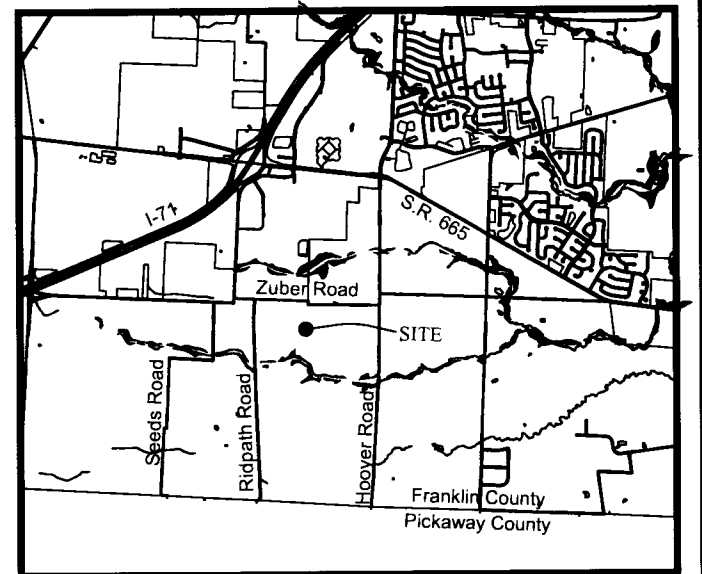 I-71
S.R. 665
Zuber Road
SITE
Seeds Road
Ridpath Road
Hoover Road
Franklin County
Pickaway County